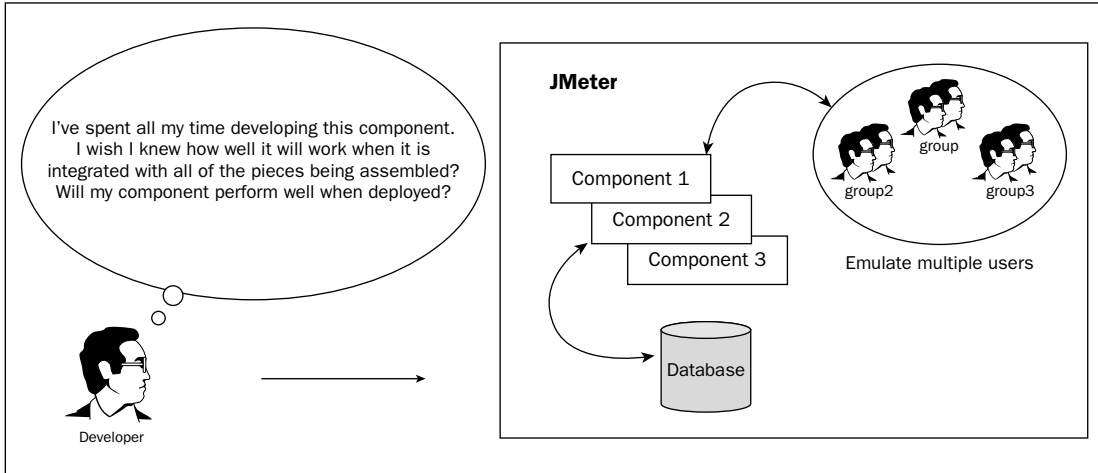 I've spent all my time developing this component.
I wish I knew how well it will work when it is
integrated with all of the pieces being assembled?
Will my component perform well when deployed?
Developer
JMeter
group
group2
group3
Emulate multiple users
Component 1
Component 2
Component 3
Database